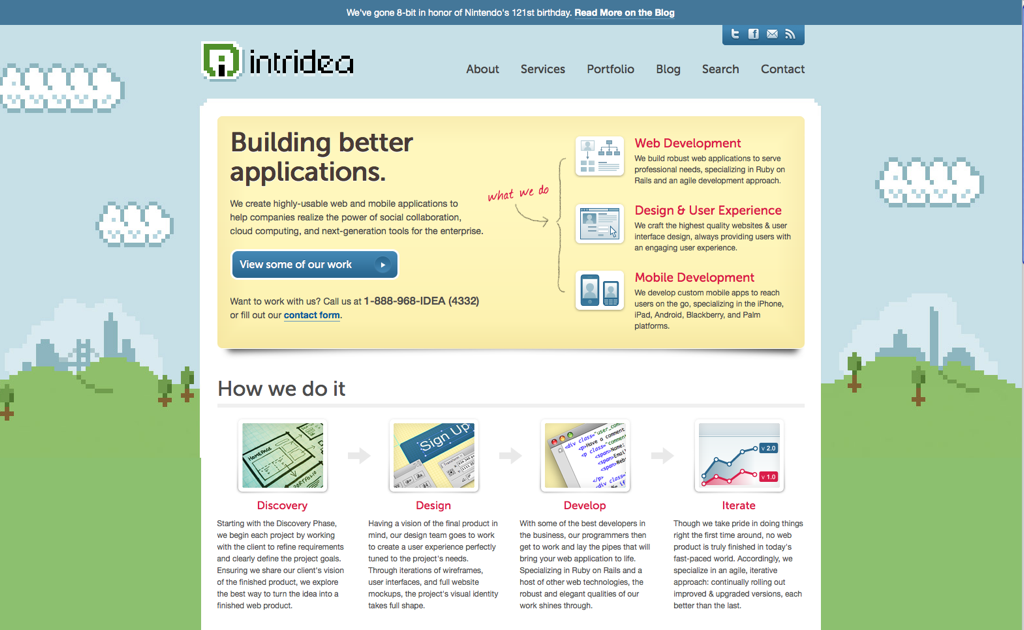 We've gone 8-bit in honor of Nintendo's 121st birthday. Read More on the Blog
intridea
About Services Portfolio Blog Search Contact
Building better
applications.
We create highly-usable web and mobile applications to
help companies realize the power of social collaboration,
cloud computing, and next-generation tools for the enterprise.
View some of our work
Want to work with us? Call us at 1-888-968-IDEA (4332)
or fill out our contact form.
what we do
Web Development
We build robust web applications to serve
professional needs, specializing in Ruby on
Rails and an agile development approach.
Design & User Experience
We craft the highest quality websites & user
interface design, always providing users with
an engaging user experience.
Mobile Development
We develop custom mobile apps to reach
users on the go, specializing in the iPhone,
iPad, Android, Blackberry, and Palm
platforms.
How we do it
Sign Up
v 2.0
v 1.0
Discovery
Starting with the Discovery Phase,
we begin each project by working
with the client to refine requirements
and clearly define the project goals.
Ensuring we share our client's vision
of the finished product, we explore
the best way to turn the idea into a
finished web product.
Design
Having a vision of the final product in
mind, our design team goes to work
to create a user experience perfectly
tuned to the project's needs.
Through iterations of wireframes,
user interfaces, and full website
mockups, the project's visual identity
takes full shape.
Develop
With some of the best developers in
the business, our programmers then
get to work and lay the pipes that will
bring your web application to life.
Specializing in Ruby on Rails and a
host of other web technologies, the
robust and elegant qualities of our
work shines through.
Iterate
Though we take pride in doing things
right the first time around, no web
product is truly finished in today's
fast-paced world. Accordingly, we
specialize in an agile, iterative
approach: continually rolling out
improved & upgraded versions, each
better than the last.